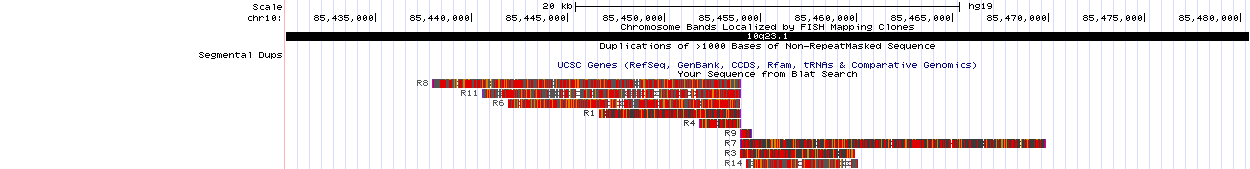 Scale 20 kb hg19
chr10: 85,435,000 85,440,000 85,445,000 85,450,000 85,455,000 85,460,000 85,465,000 85,470,000 85,475,000 85,480,000
Chromosome Bands Localized by FISH Mapping Clones
10q23.1
Duplications of >1000 Bases of Non-RepeatMasked Sequence
Segmental Dups
UCSC Genes (RefSeq, GenBank, CCDS, Rfam, tRNAs & Comparative Genomics)
Your Sequence from Blat Search
R8
R11
R6
R1
R4
R9
R7
R3
R14